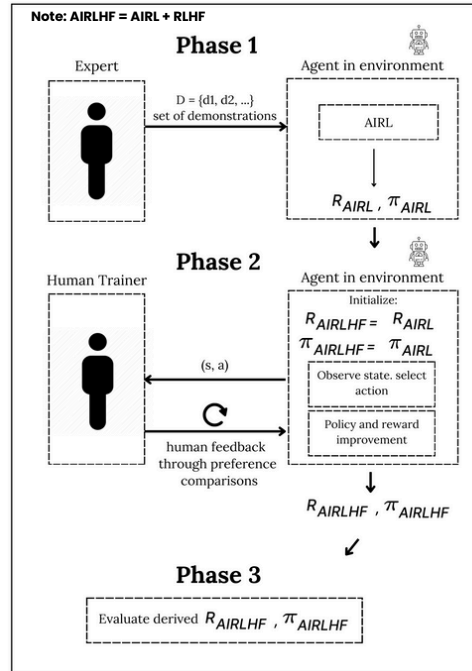 Note: AIRLHF = AIRL + RLHF
Phase 1
Expert
Agent in environment
D = {d1, d2, ...}
set of demonstrations
AIRL
R_AIRL , π_AIRL
Phase 2
Human Trainer
Agent in environment
Initialize:
R_AIRLHF = R_AIRL
π_AIRLHF = π_AIRL
(s, a)
Observe state. select
action
Policy and reward
improvement
human feedback
through preference
comparisons
R_AIRLHF , π_AIRLHF
Phase 3
Evaluate derived R_AIRLHF , π_AIRLHF